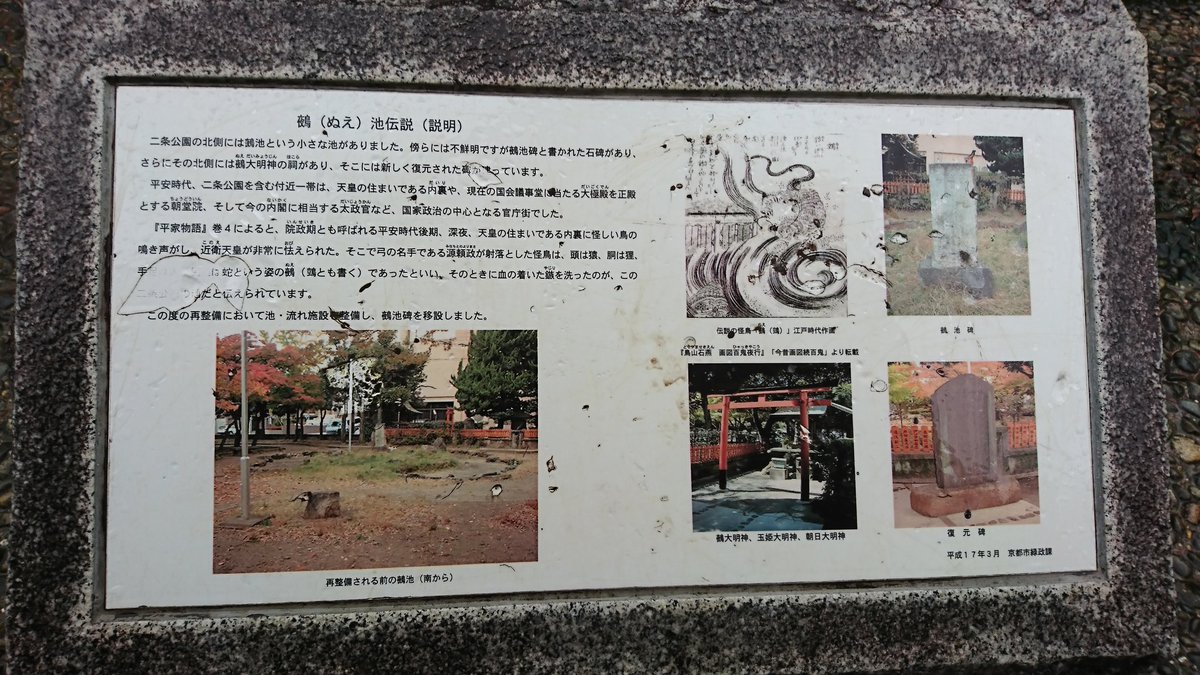 鵺（ぬえ）池伝説（説明）
二条公園の北側には鵺池という小さな池がありました。傍らには不鮮明ですが鵺池碑と書かれた石碑があり、
さらにその北側には鵺大明神の祠があり、そこには新しく復元された碑が建っています。
平安時代、二条公園を含む付近一帯は、天皇の住まいである内裏や、現在の国会議事堂に当たる大極殿を正殿
とする朝堂院、そして今の内閣に相当する太政官など、国家政治の中心となる官庁街でした。
『平家物語』巻４によると、院政期とも呼ばれる平安時代後期、深夜、天皇の住まいである内裏に怪しい鳥の
鳴き声がし、近衛天皇が非常に怯えられた。そこで弓の名手である源頼政が射落とした怪鳥は、頭は猿、胴は狸、
手 蛇という姿の鵺（鵼とも書く）であったといい、そのときに血の着いた鏃を洗ったのが、この
二条公 だと伝えられています。
この度の再整備において池・流れ施設を整備し、鵺池碑を移設しました。
伝説の怪鳥「鵺（鵼）」江戸時代作画
『鳥山石燕 画図百鬼夜行』「今昔画図続百鬼」より転載
鵺池碑
再整備される前の鵺池（南から）
鵺大明神、玉姫大明神、朝日大明神
復元碑
平成１７年３月 京都市緑政課